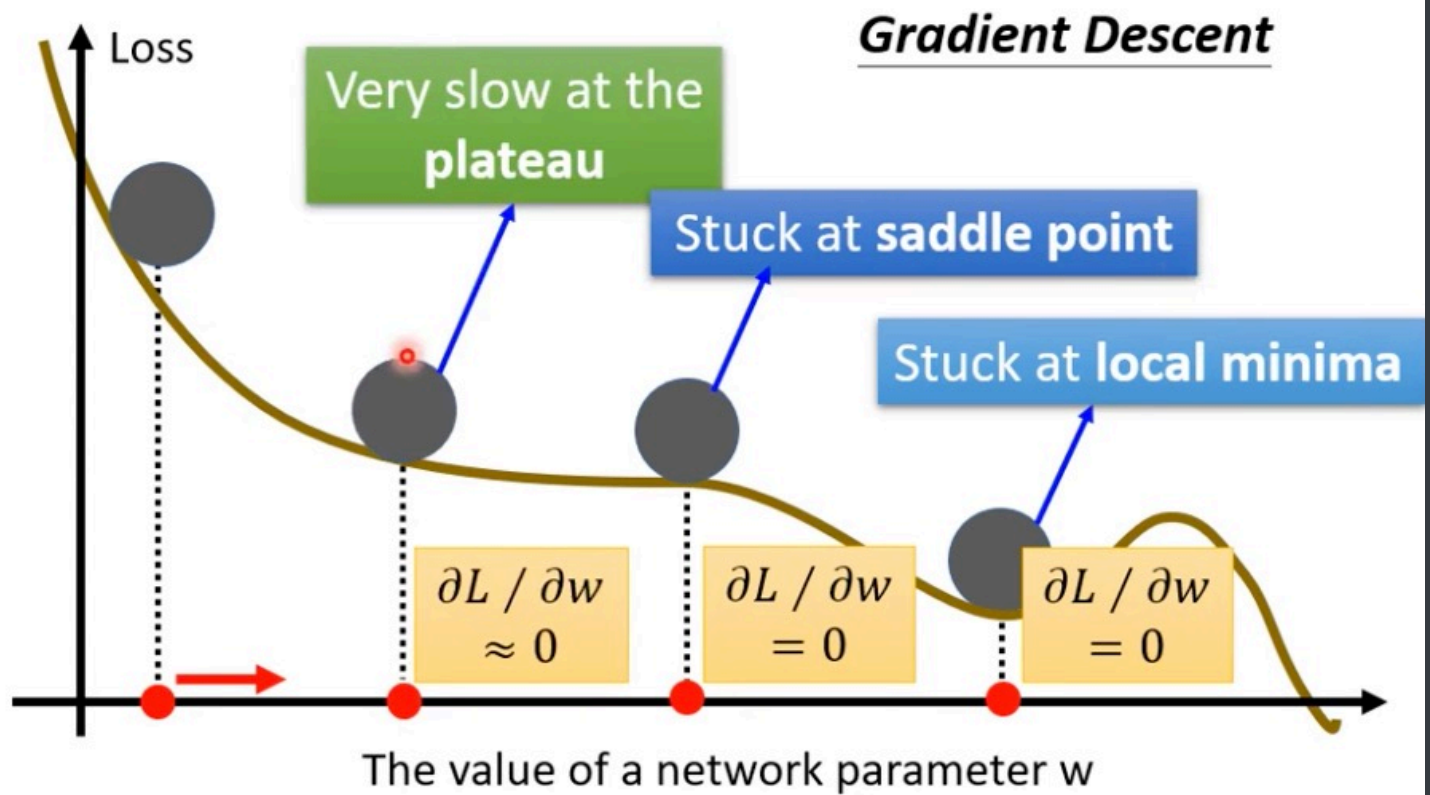 Gradient Descent
Loss
Very slow at the
plateau
Stuck at saddle point
Stuck at local minima
∂L / ∂w
≈ 0
∂L / ∂w
= 0
∂L / ∂w
= 0
The value of a network parameter w